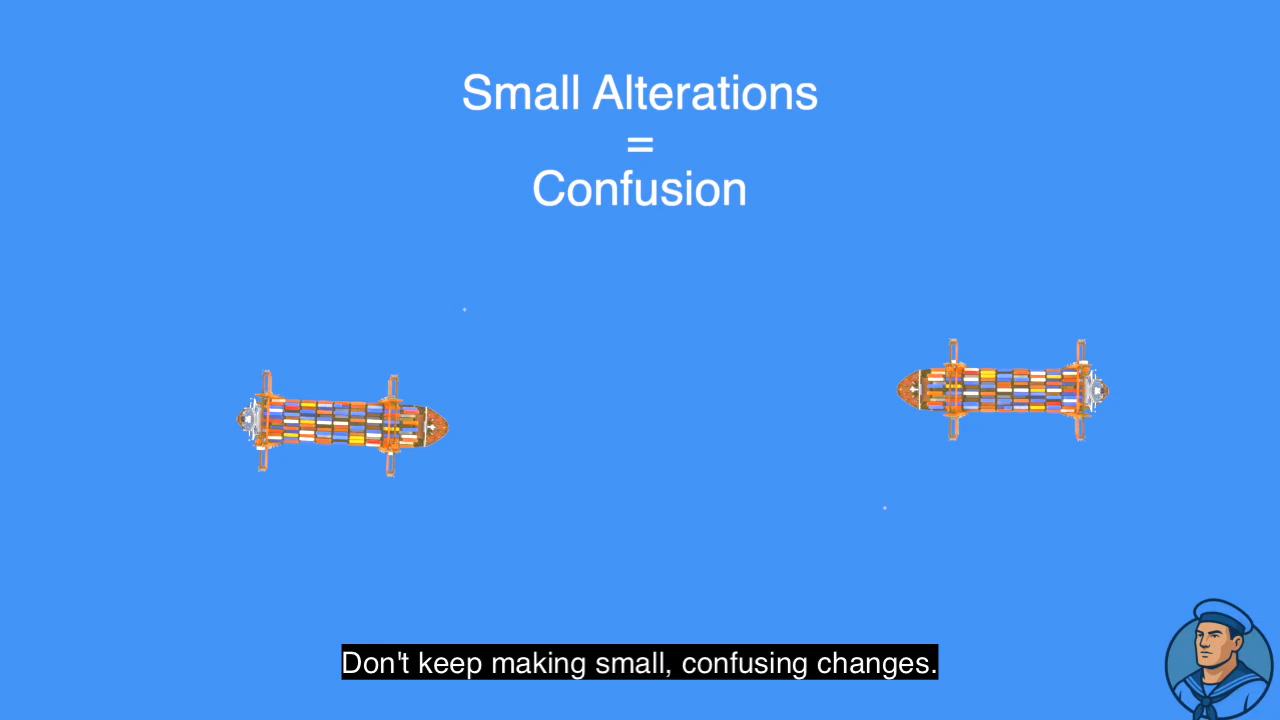 Small Alterations
=
Confusion
Don't keep making small, confusing changes.